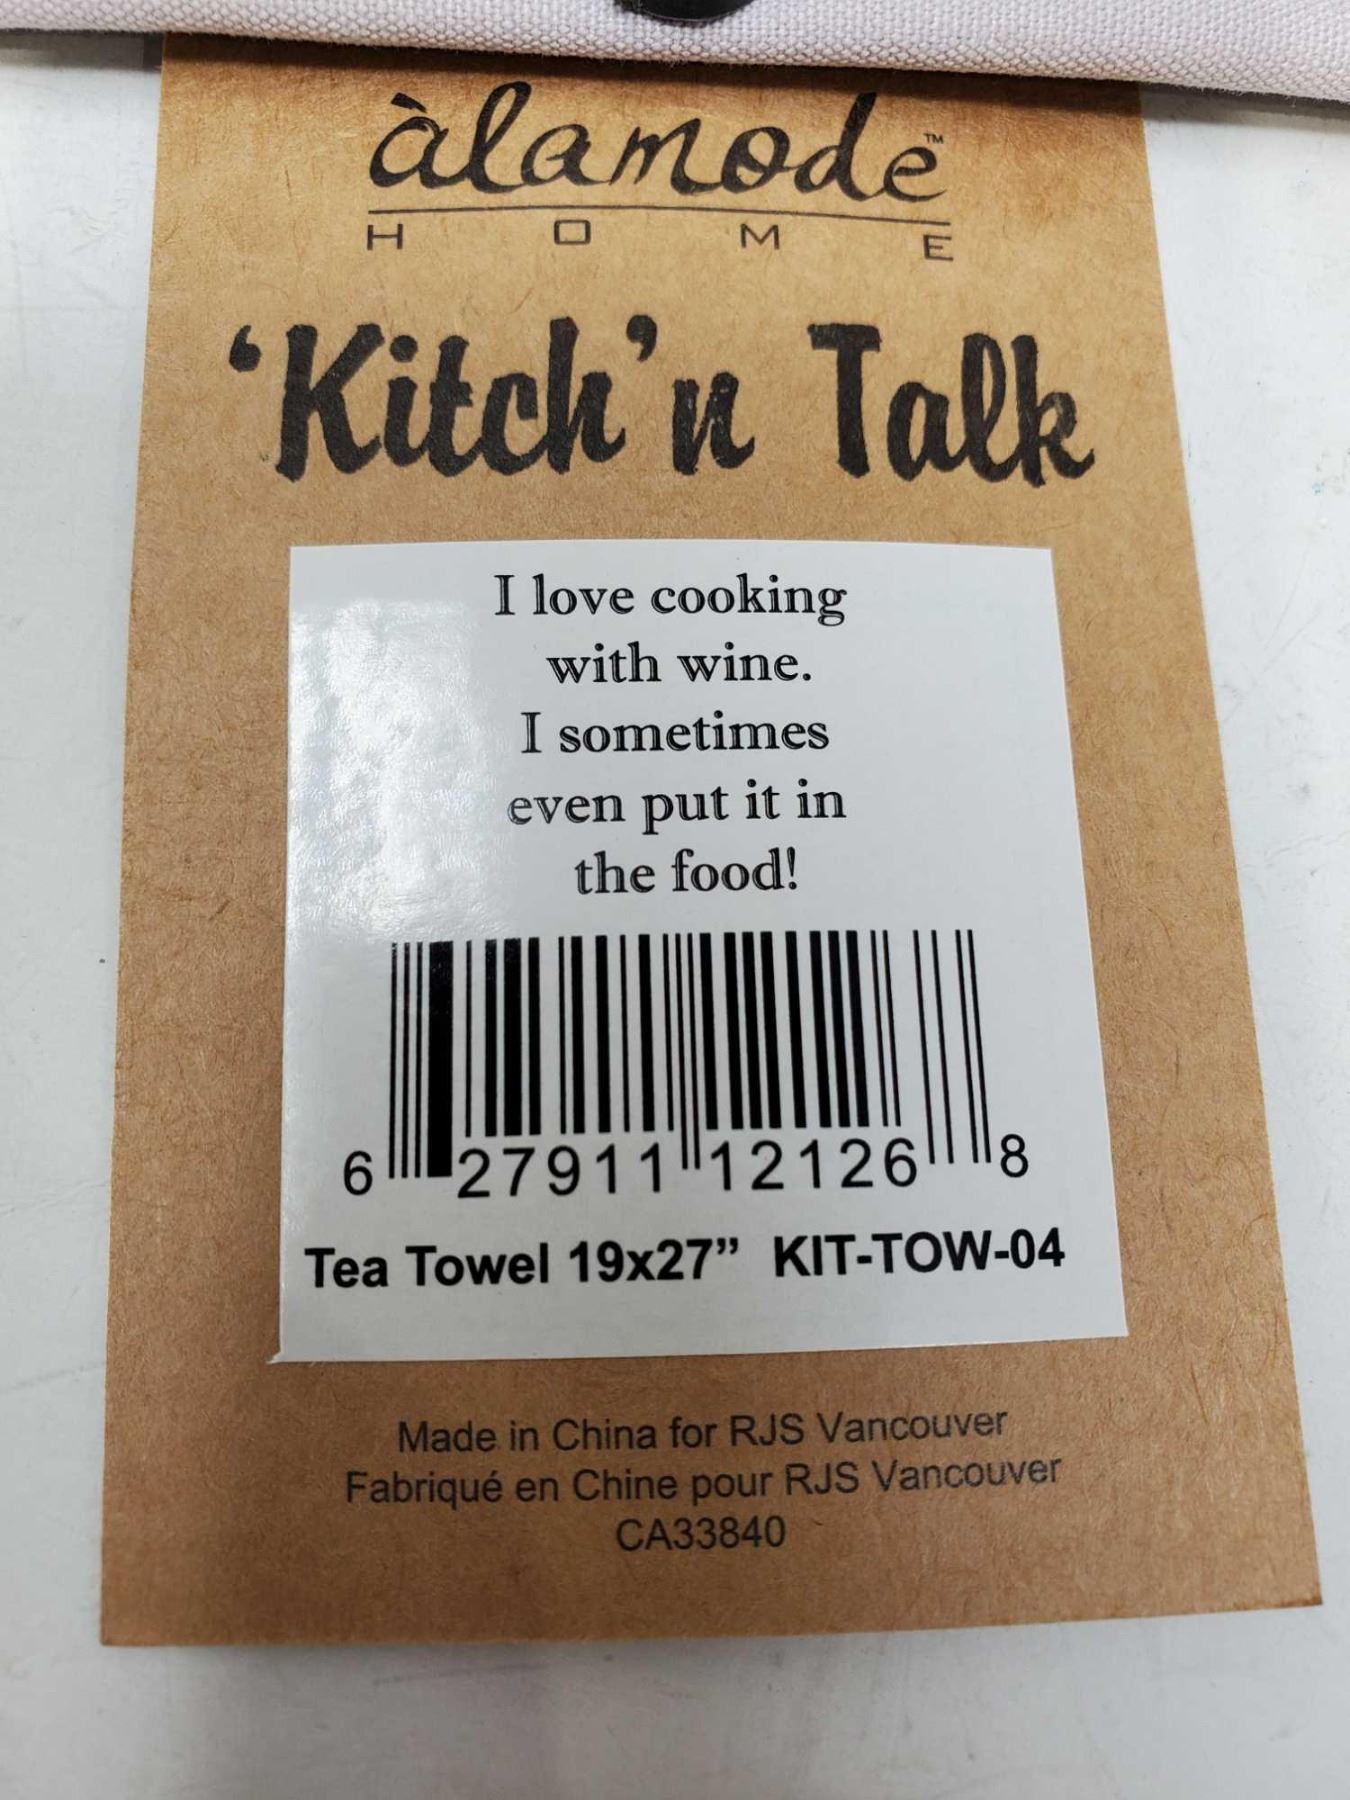 àlamode™
HOME
‘Kitch’n Talk
I love cooking
with wine.
I sometimes
even put it in
the food!
6 27911 12126 8
Tea Towel 19x27” KIT-TOW-04
Made in China for RJS Vancouver
Fabriqué en Chine pour RJS Vancouver
CA33840